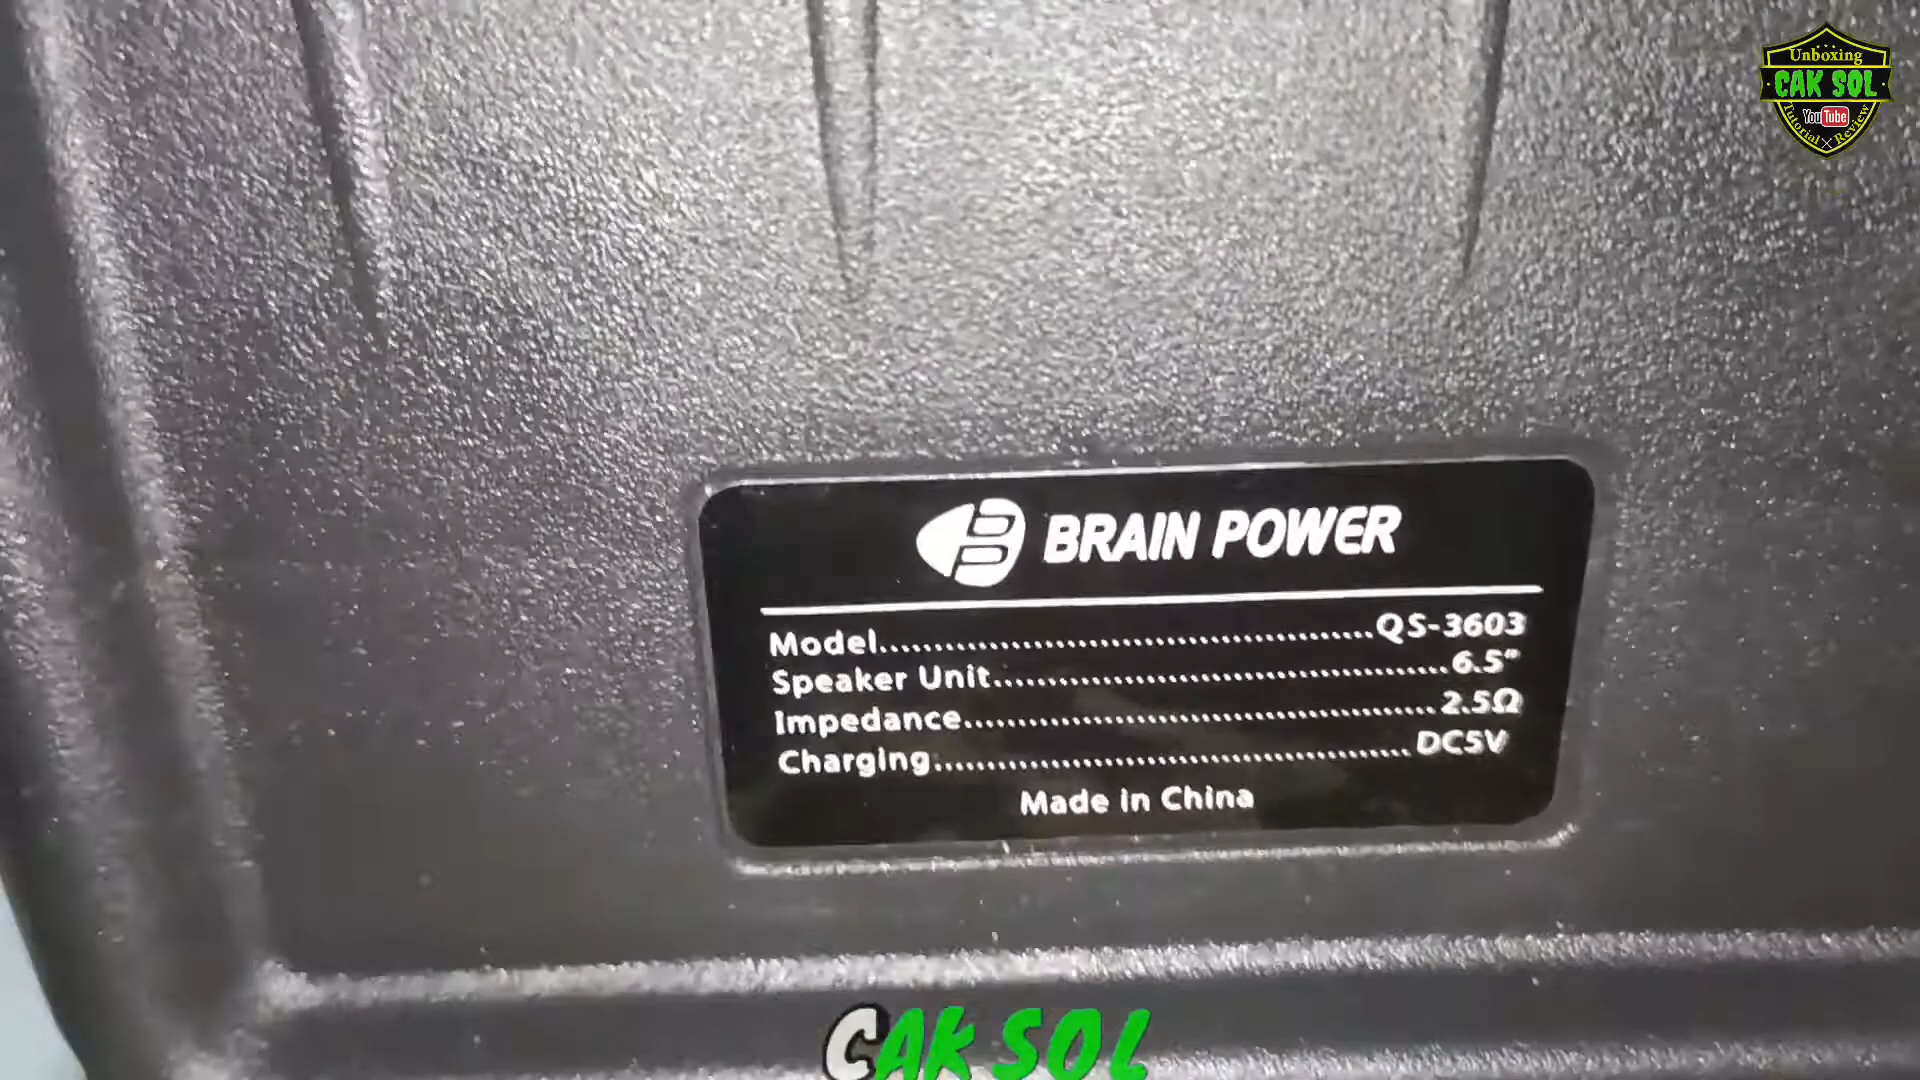 Unboxing
CAK SOL
YouTube
Tutorial X Review
BRAIN POWER
Model.......................................................QS-3603
Speaker Unit...................................................6.5"
Impedance.....................................................2.5Ω
Charging......................................................DC5V
Made in China
CAK SOL